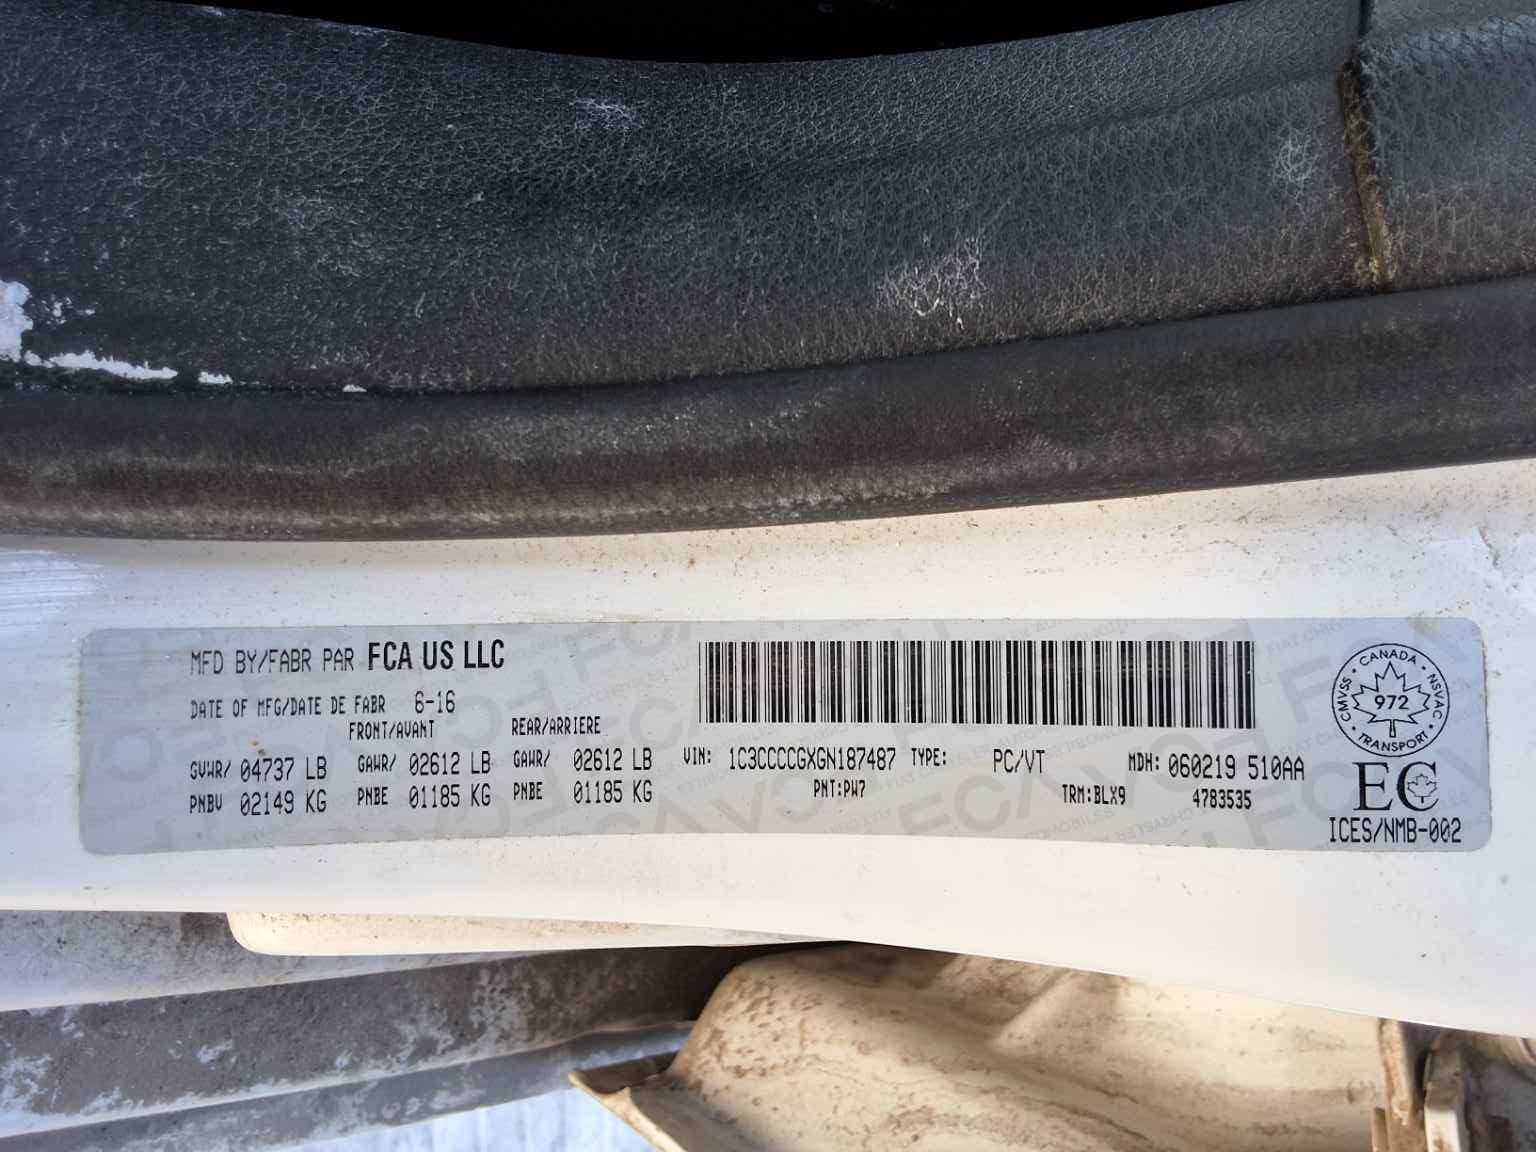 MFD BY/FABR PAR FCA US LLC
DATE OF MFG/DATE DE FABR 6-16
FRONT/AVANT REAR/ARRIERE
GVWR/ 04737 LB GAWR/ 02612 LB GAWR/ 02612 LB
PNBV 02149 KG PNBE 01185 KG PNBE 01185 KG
VIN: 1C3CCCCGXGN187487 TYPE: PC/VT MDH: 060219 510AA
PNT:PW7 TRM:BLX9 4783535
CANADA
CMVSS 972 NSVAC
TRANSPORT
EC
ICES/NMB-002